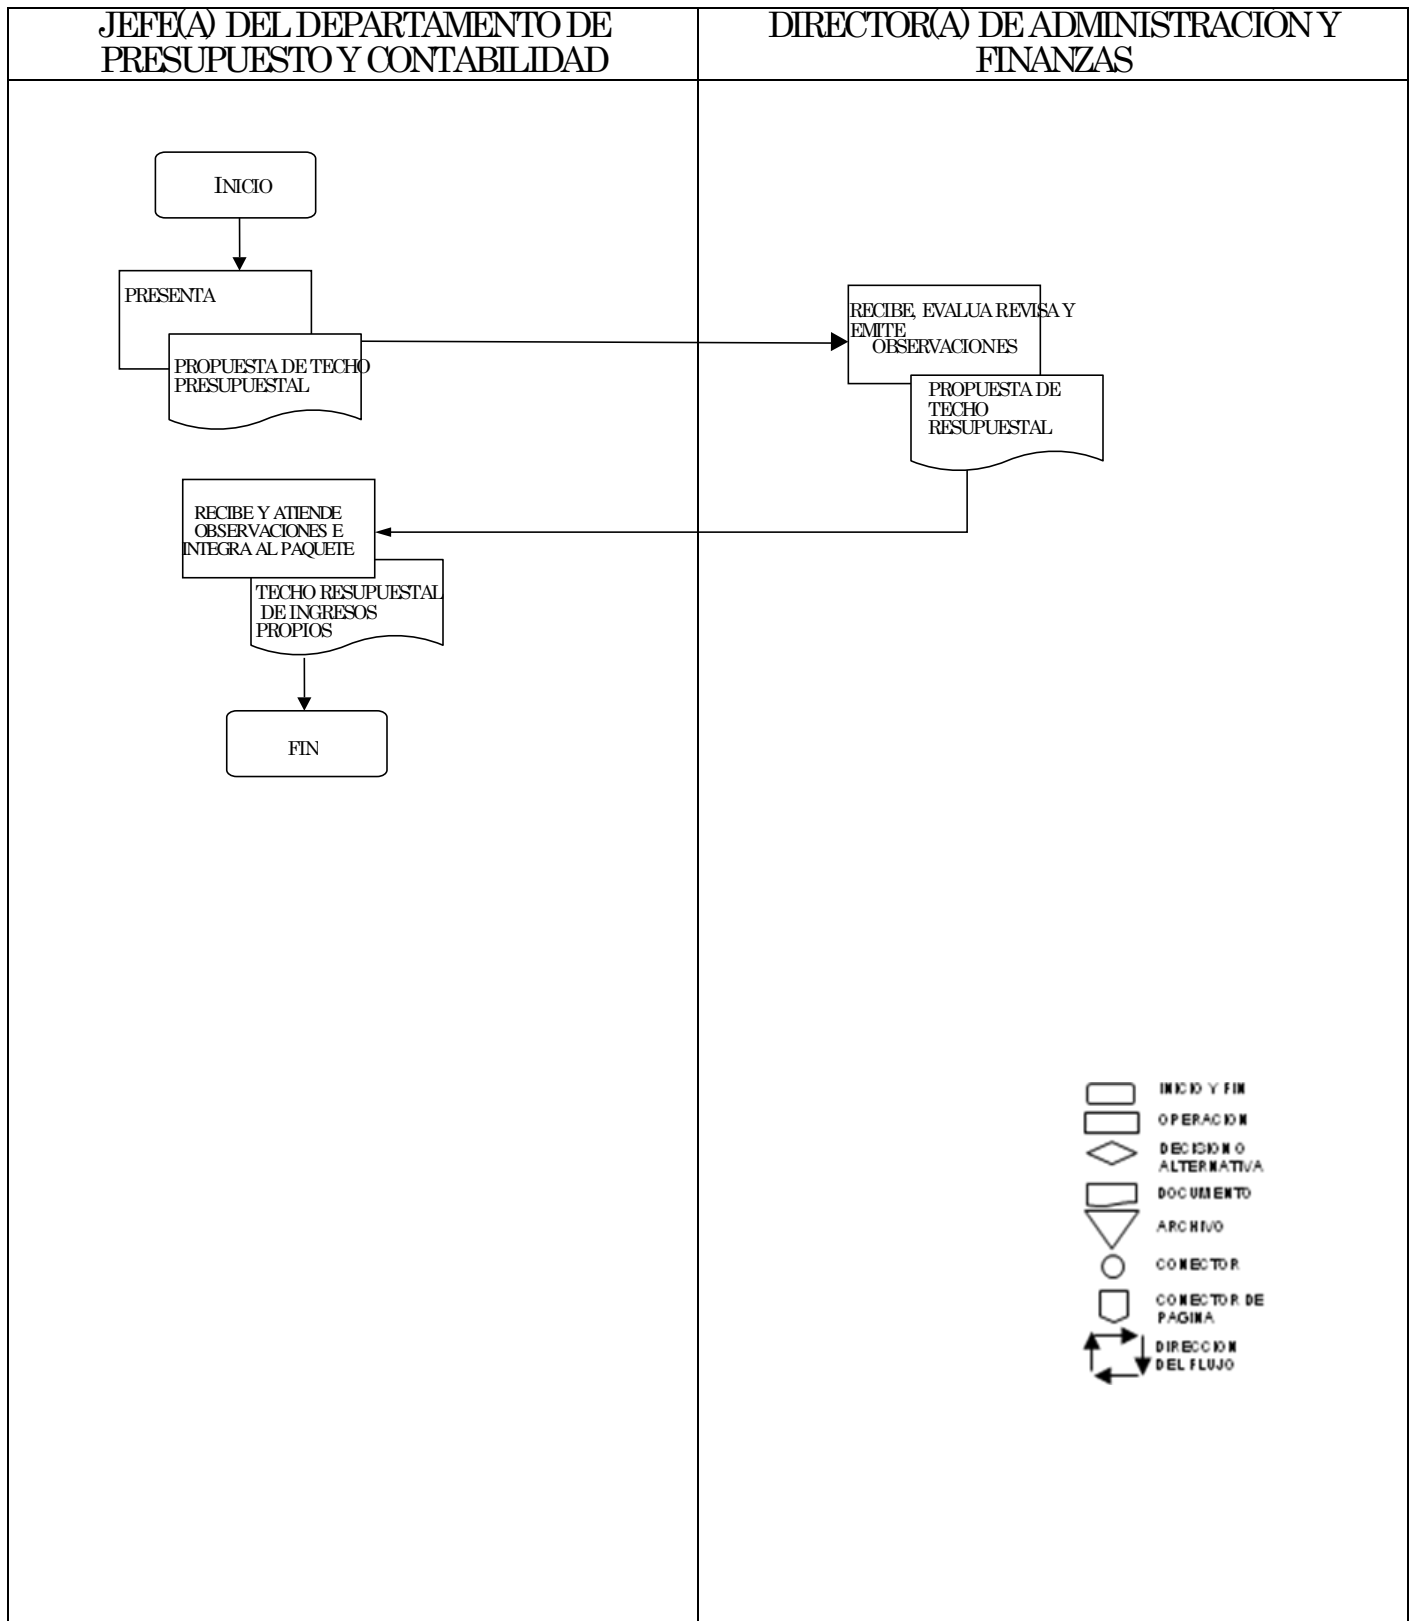 JEFE(A) DEL DEPARTAMENTO DE
PRESUPUESTO Y CONTABILIDAD
DIRECTOR(A) DE ADMINISTRACION Y
FINANZAS
INICIO
PRESENTA
PROPUESTA DE TECHO
PRESUPUESTAL
RECIBE, EVALUA REVISA Y
EMITE
OBSERVACIONES
PROPUESTA DE
TECHO
RESUPUESTAL
RECIBE Y ATIENDE
OBSERVACIONES E
INTEGRA AL PAQUETE
TECHO RESUPUESTAL
DE INGRESOS
PROPIOS
FIN
INICIO Y FIN
OPERACION
DECISION O
ALTERNATIVA
DOCUMENTO
ARCHIVO
CONECTOR
CONECTOR DE
PAGINA
DIRECCION
DEL FLUJO